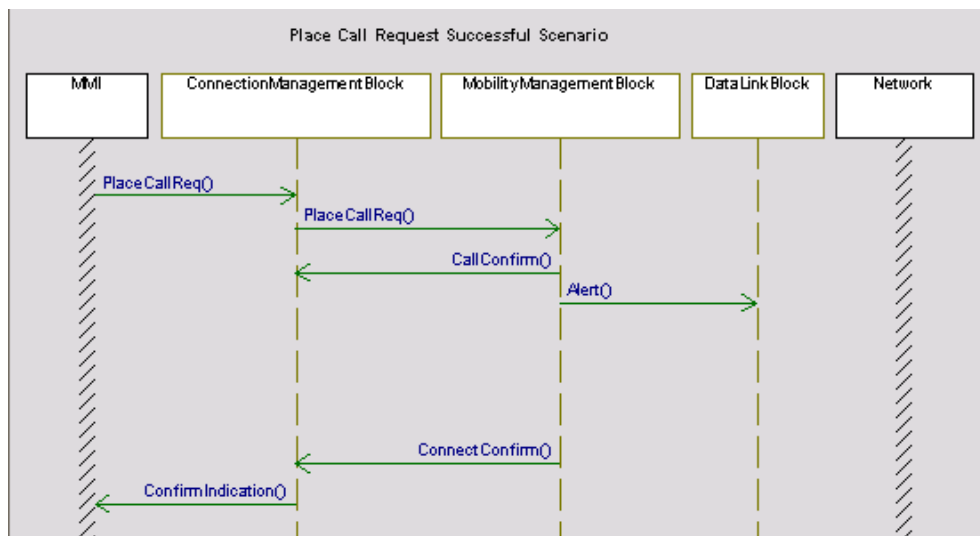 Place Call Request Successful Scenario
MMI ConnectionManagementBlock MobilityManagementBlock DataLinkBlock Network
PlaceCallReq()
PlaceCallReq()
CallConfirm()
Alert()
ConnectConfirm()
ConfirmIndication()